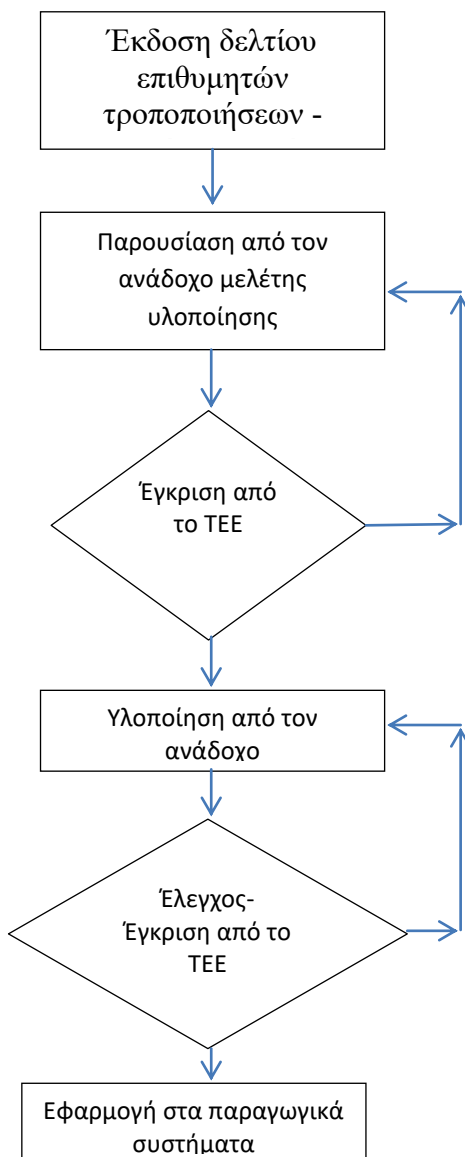 Έκδοση δελτίου
επιθυμητών
τροποποιήσεων -
Παρουσίαση από τον
ανάδοχο μελέτης
υλοποίησης
Έγκριση από
το ΤΕΕ
Υλοποίηση από τον
ανάδοχο
Έλεγχος-
Έγκριση από το
ΤΕΕ
Εφαρμογή στα παραγωγικά
συστήματα